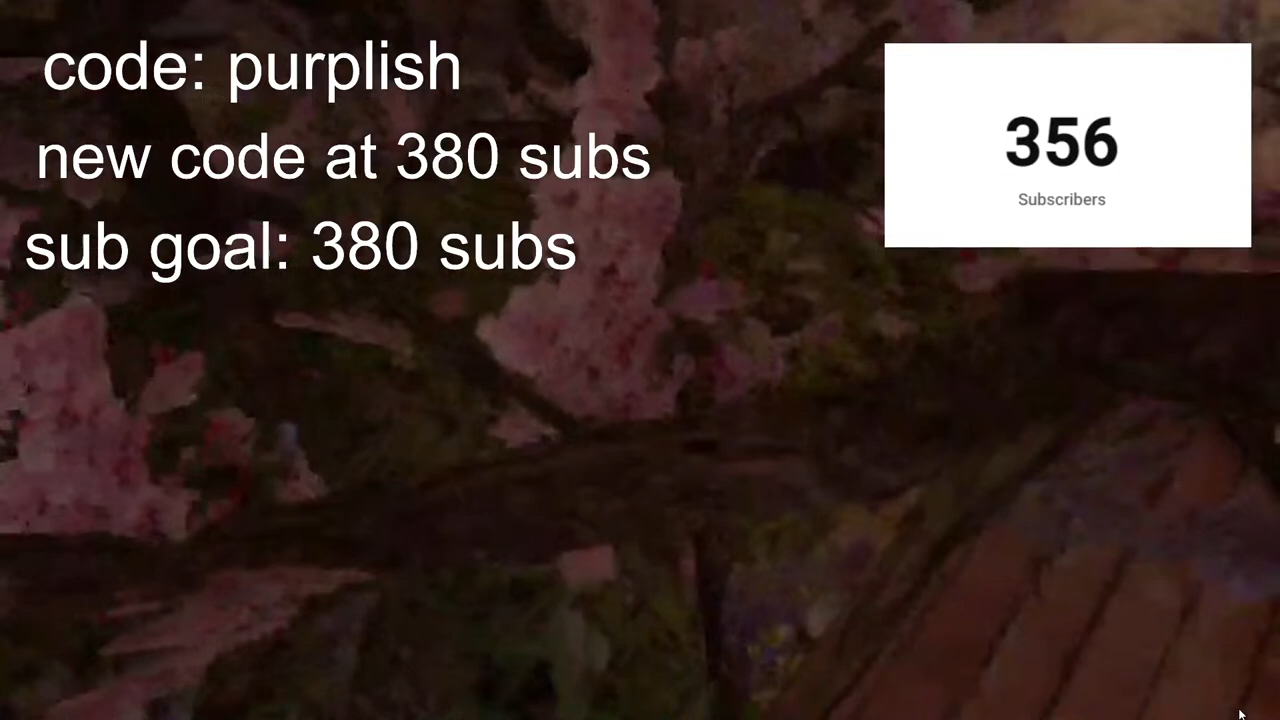 code: purplish
new code at 380 subs
sub goal: 380 subs
356
Subscribers